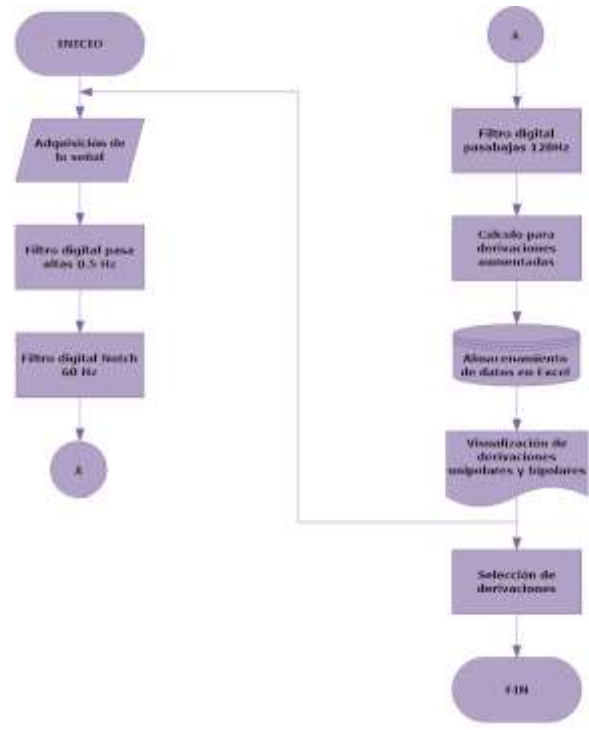 INICIO
Adquisición de
la señal
Filtro digital pasa
altas 0.5 Hz
Filtro digital Notch
60 Hz
A
A
Filtro digital
pasabajas 120Hz
Calculo para
derivaciones
aumentadas
Almacenamiento
de datos en Excel
Visualización de
derivaciones
unipolares y bipolares
Selección de
derivaciones
FIN